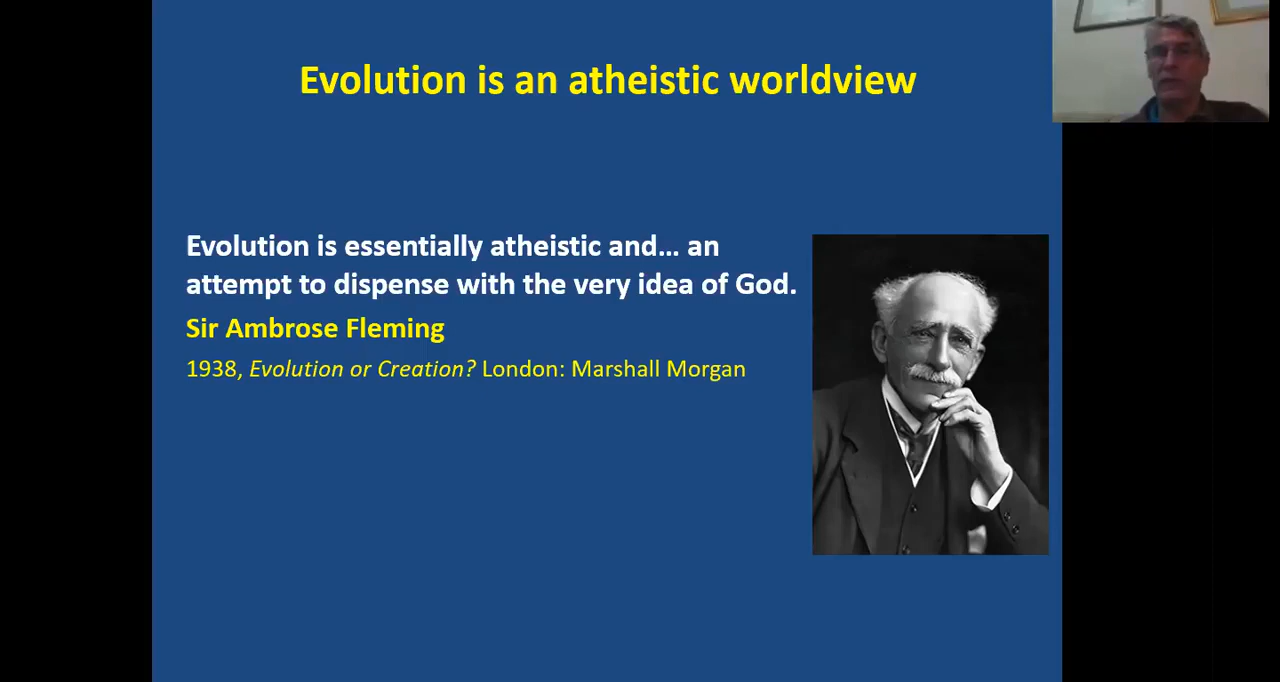 Evolution is an atheistic worldview
Evolution is essentially atheistic and... an
attempt to dispense with the very idea of God.
Sir Ambrose Fleming
1938, Evolution or Creation? London: Marshall Morgan